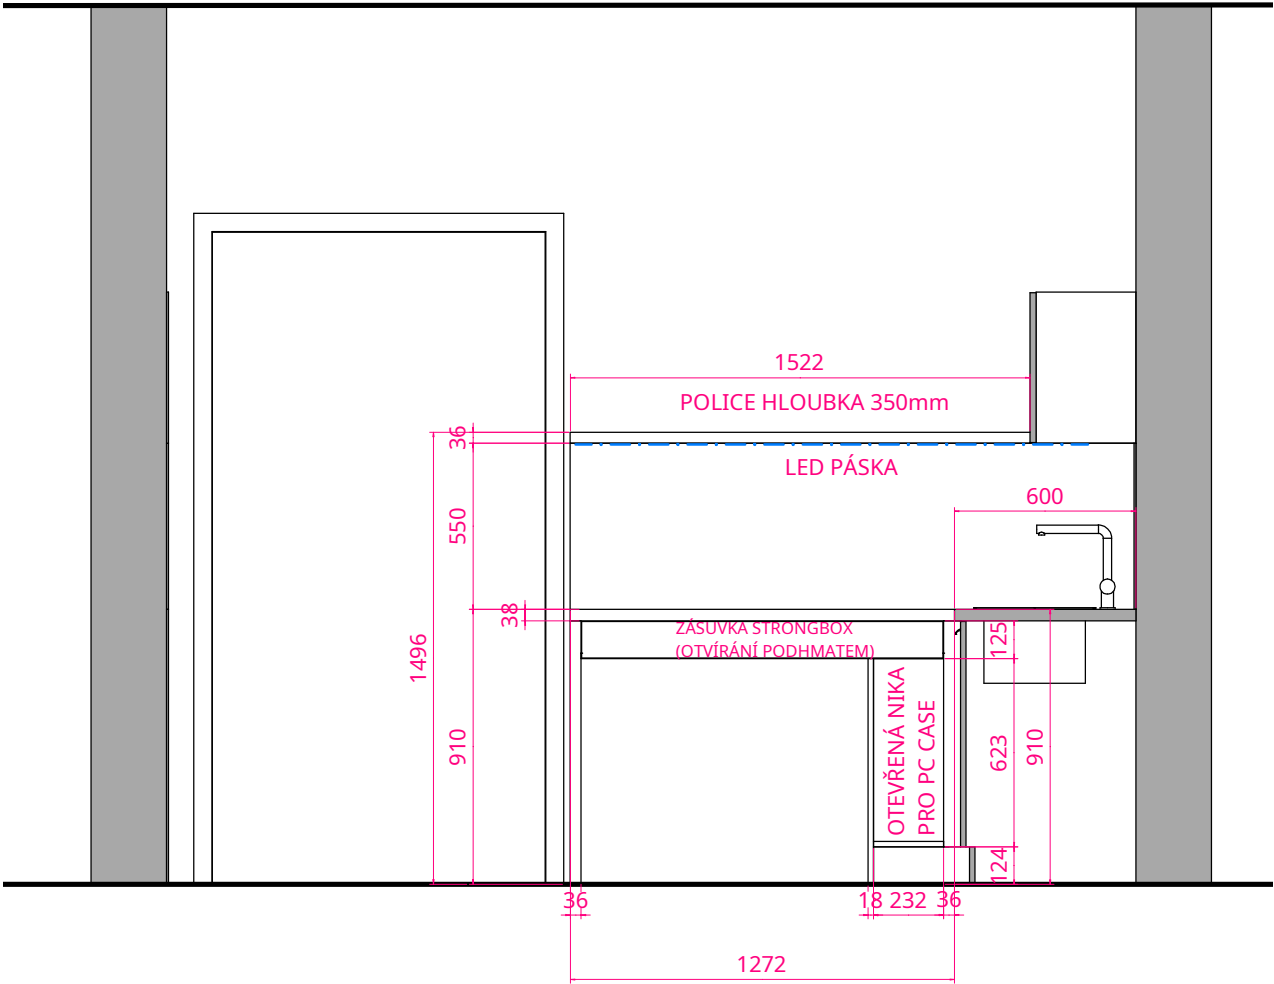 1522
POLICE HLOUBKA 350mm
36
LED PÁSKA
600
550
38
ZÁSUVKA STRONGBOX
(OTVÍRÁNÍ PODHMATEM)
125
1496
910
OTEVŘENÁ NIKA
PRO PC CASE
623
910
124
36
18
232
36
1272